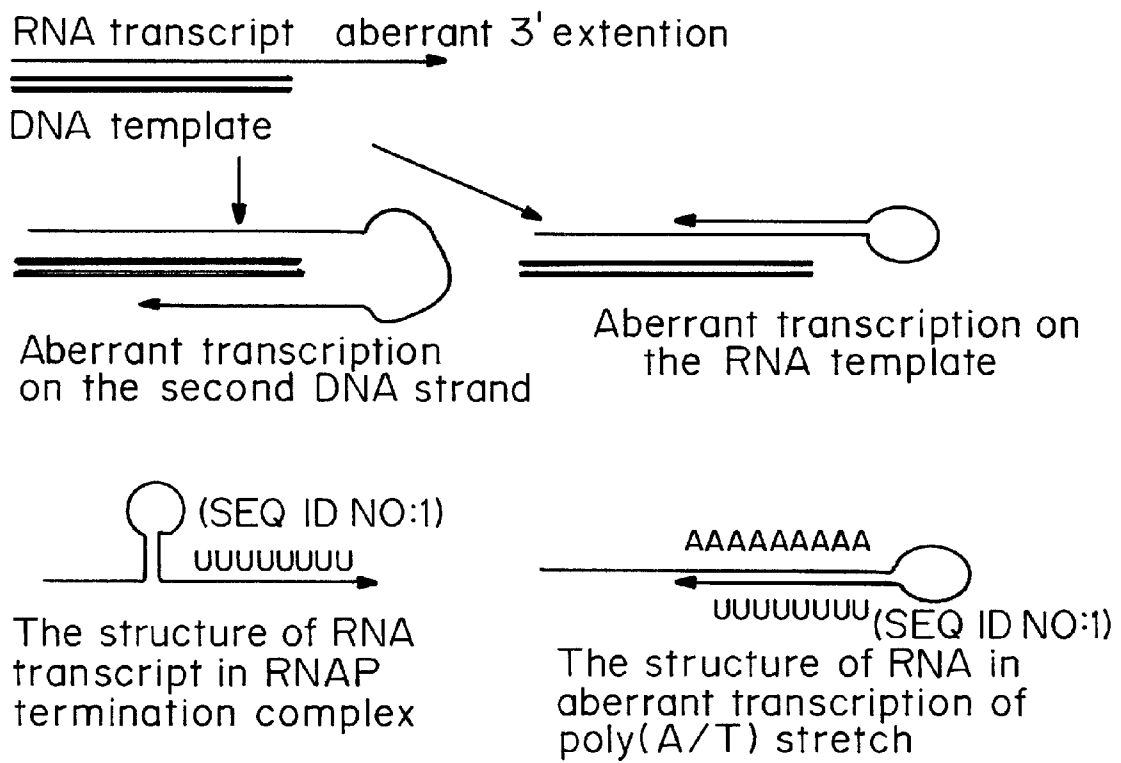 RNA transcript aberrant 3'extention
DNA template
Aberrant transcription
on the second DNA strand
Aberrant transcription on
the RNA template
(SEQ ID NO:1)
UUUUUUUU
The structure of RNA
transcript in RNAP
termination complex
AAAAAAAAA
UUUUUUUU(SEQ ID NO:1)
The structure of RNA in
aberrant transcription of
poly(A/T) stretch